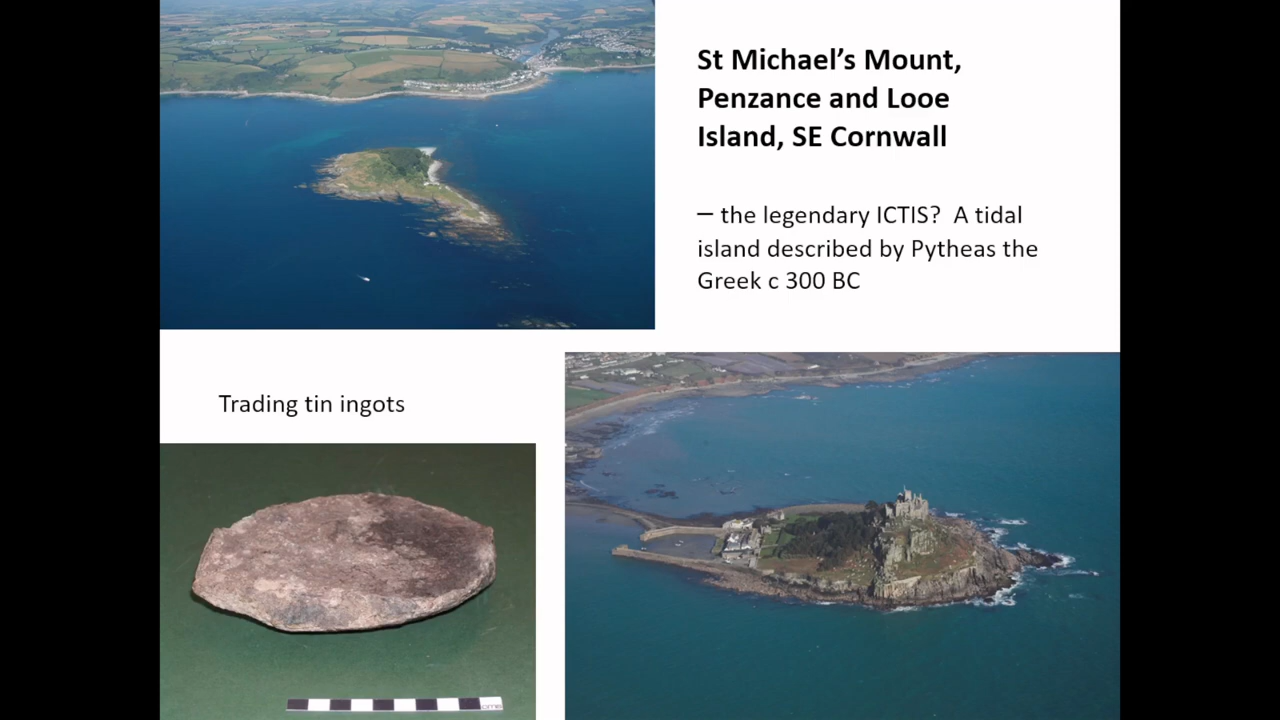 St Michael’s Mount,
Penzance and Looe
Island, SE Cornwall
– the legendary ICTIS?  A tidal
island described by Pytheas the
Greek c 300 BC
Trading tin ingots
cms